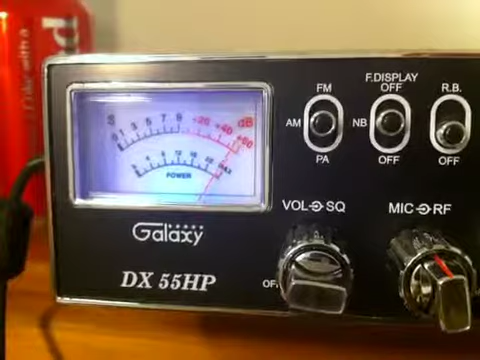 F.DISPLAY
FM
OFF
R.B.
AM
NB
PA
OFF
OFF
S
1 3 5 7 9 +20 +40 +60
dB
POWER
VOL SQ
MIC RF
Galaxy
DX 55HP